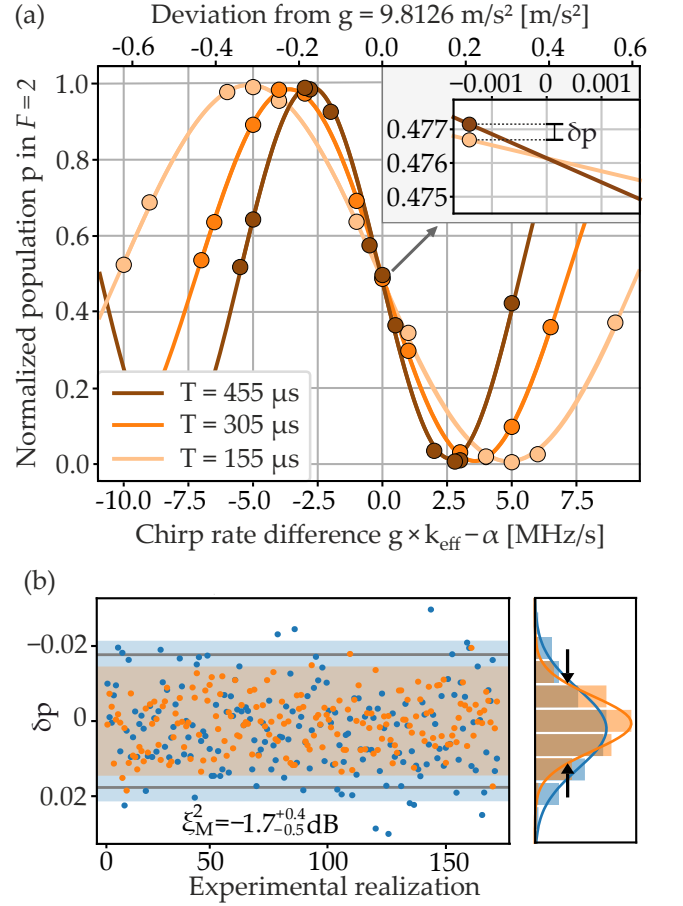 (a)
Deviation from g = 9.8126 m/s² [m/s²]
-0.6 -0.4 -0.2 0.0 0.2 0.4 0.6
Normalized population p in F = 2
1.0
0.8
0.6
0.4
0.2
0.0
−0.001 0 0.001
0.477
0.476
0.475
δp
T = 455 µs
T = 305 µs
T = 155 µs
-10.0 -7.5 -5.0 -2.5 0.0 2.5 5.0 7.5
Chirp rate difference g × k_eff − α [MHz/s]
(b)
δp
−0.02
0
0.02
ξ_M^2=−1.7^{+0.4}_{−0.5} dB
0 50 100 150
Experimental realization